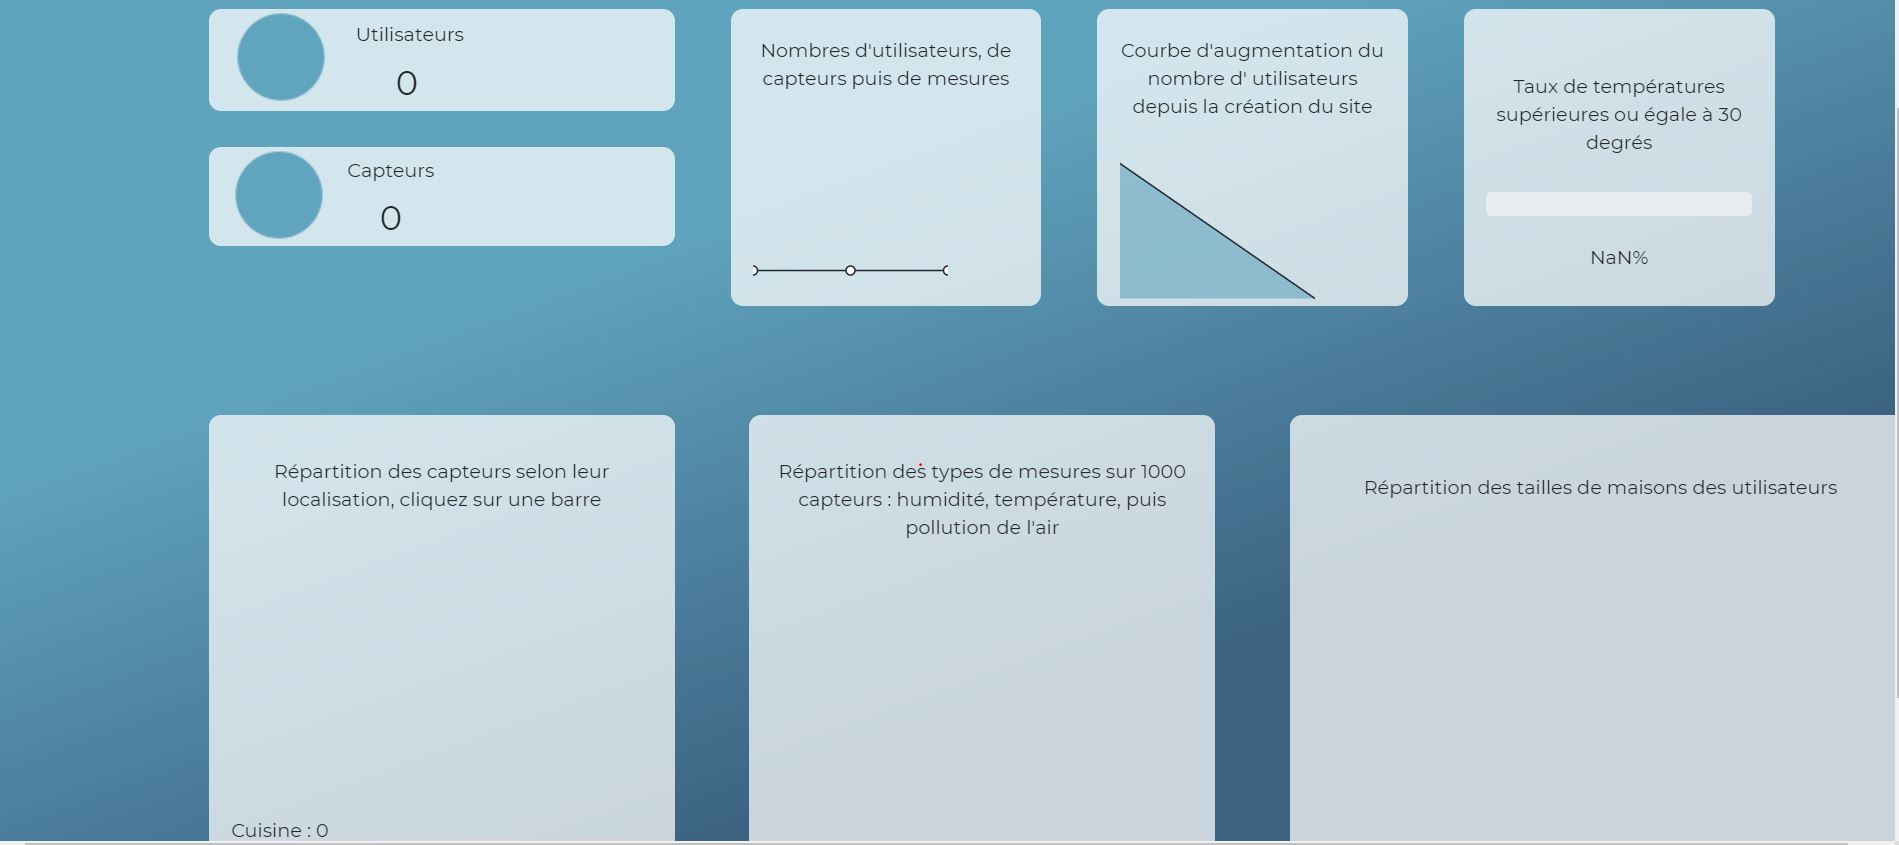 Utilisateurs
0
Capteurs
0
Nombres d'utilisateurs, de
capteurs puis de mesures
Courbe d'augmentation du
nombre d' utilisateurs
depuis la création du site
Taux de températures
supérieures ou égale à 30
degrés
NaN%
Répartition des capteurs selon leur
localisation, cliquez sur une barre
Cuisine : 0
Répartition des types de mesures sur 1000
capteurs : humidité, température, puis
pollution de l'air
Répartition des tailles de maisons des utilisateurs